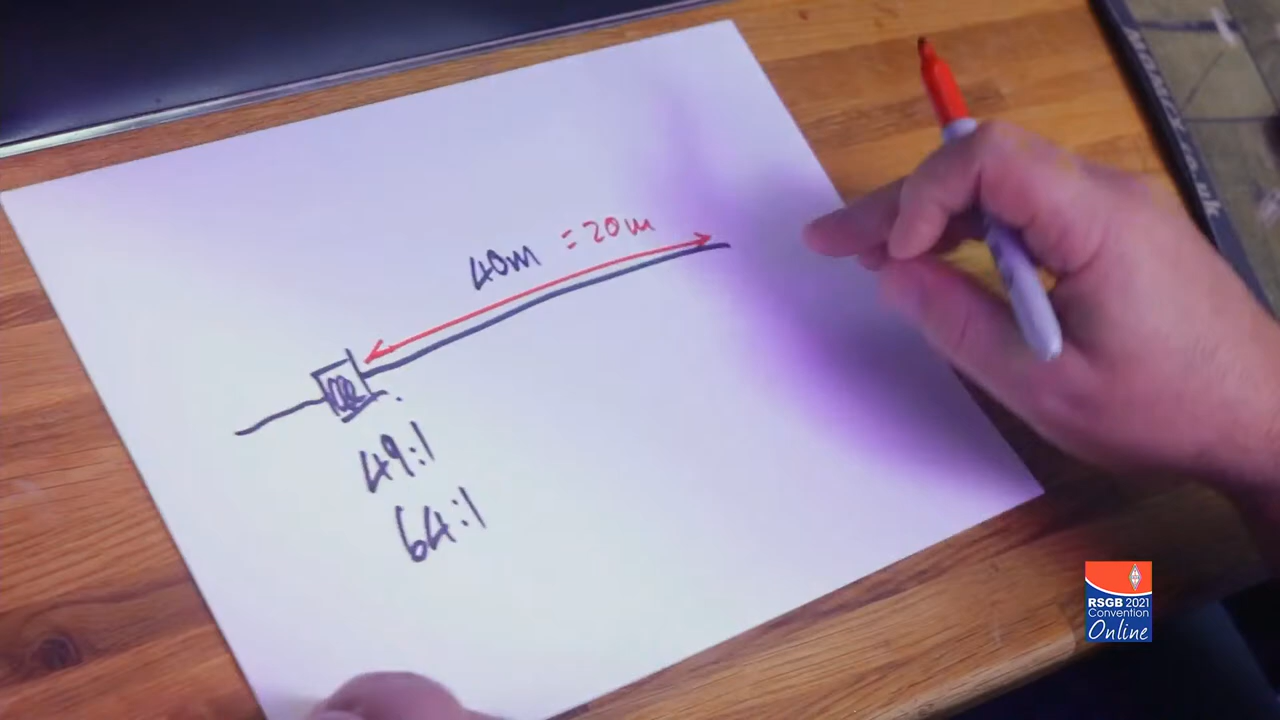 40m = 20m
49:1
64:1
RSGB 2021
Convention
Online